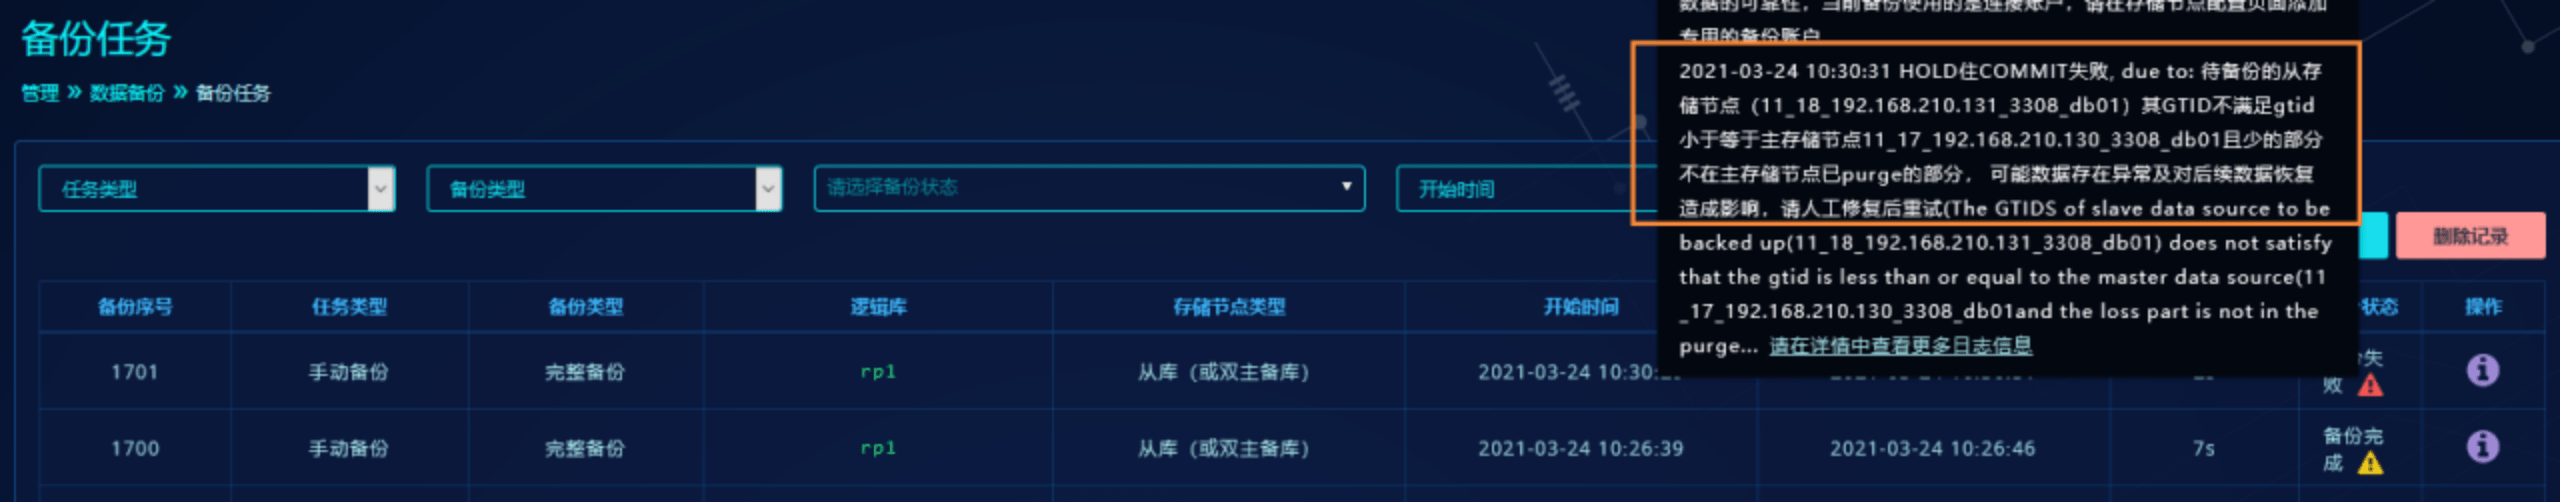 备份任务
管理 » 数据备份 » 备份任务
数据的可靠性，当前备份使用的是连接账户，请在存储节点配置页面添加
专用的备份账户
2021-03-24 10:30:31 HOLD住COMMIT失败, due to: 待备份的从存
储节点（11_18_192.168.210.131_3308_db01）其GTID不满足gtid
小于等于主存储节点11_17_192.168.210.130_3308_db01且少的部分
不在主存储节点已purge的部分， 可能数据存在异常及对后续数据恢复
造成影响，请人工修复后重试(The GTIDS of slave data source to be
backed up(11_18_192.168.210.131_3308_db01) does not satisfy
that the gtid is less than or equal to the master data source(11
_17_192.168.210.130_3308_db01and the loss part is not in the
purge... 请在详情中查看更多日志信息
任务类型 备份类型 请选择备份状态 开始时间
删除记录
备份序号 任务类型 备份类型 逻辑库 存储节点类型 开始时间 状态 操作
1701 手动备份 完整备份 rp1 从库（或双主备库） 2021-03-24 10:30: 失
败
1700 手动备份 完整备份 rp1 从库（或双主备库） 2021-03-24 10:26:39 2021-03-24 10:26:46 7s 备份完
成